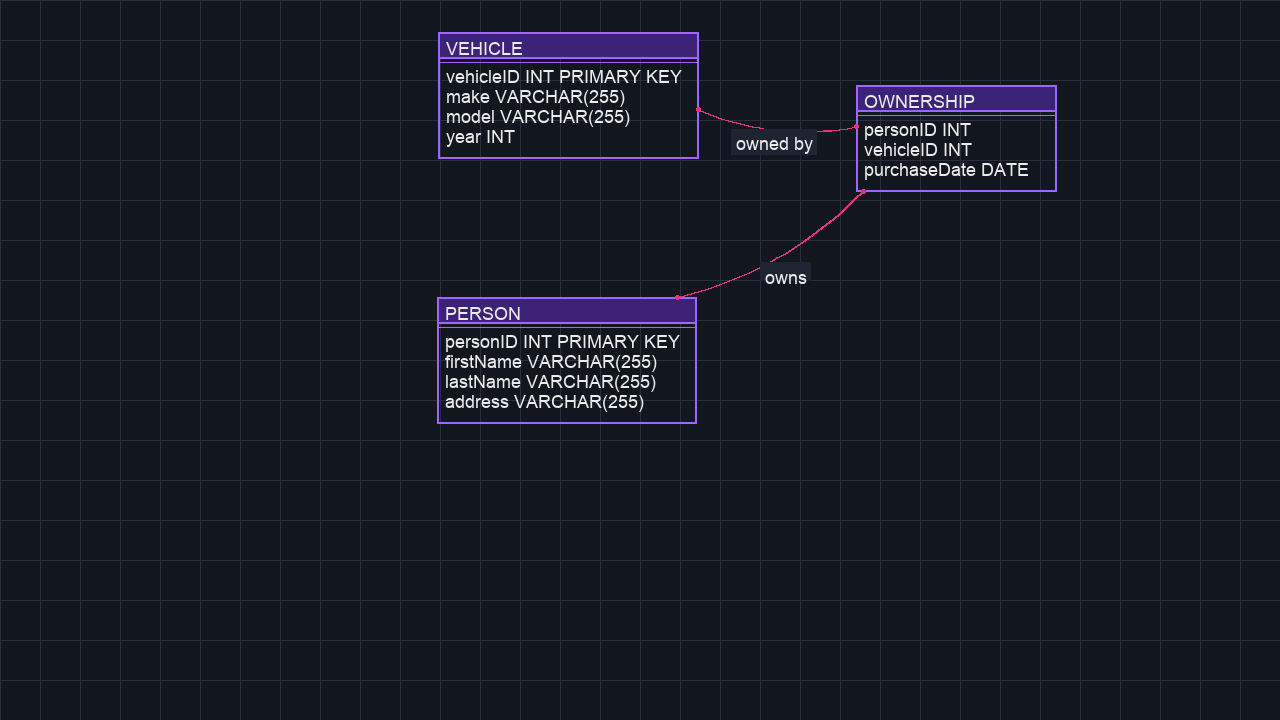 VEHICLE
vehicleID INT PRIMARY KEY
make VARCHAR(255)
model VARCHAR(255)
year INT
OWNERSHIP
personID INT
vehicleID INT
purchaseDate DATE
owned by
owns
PERSON
personID INT PRIMARY KEY
firstName VARCHAR(255)
lastName VARCHAR(255)
address VARCHAR(255)